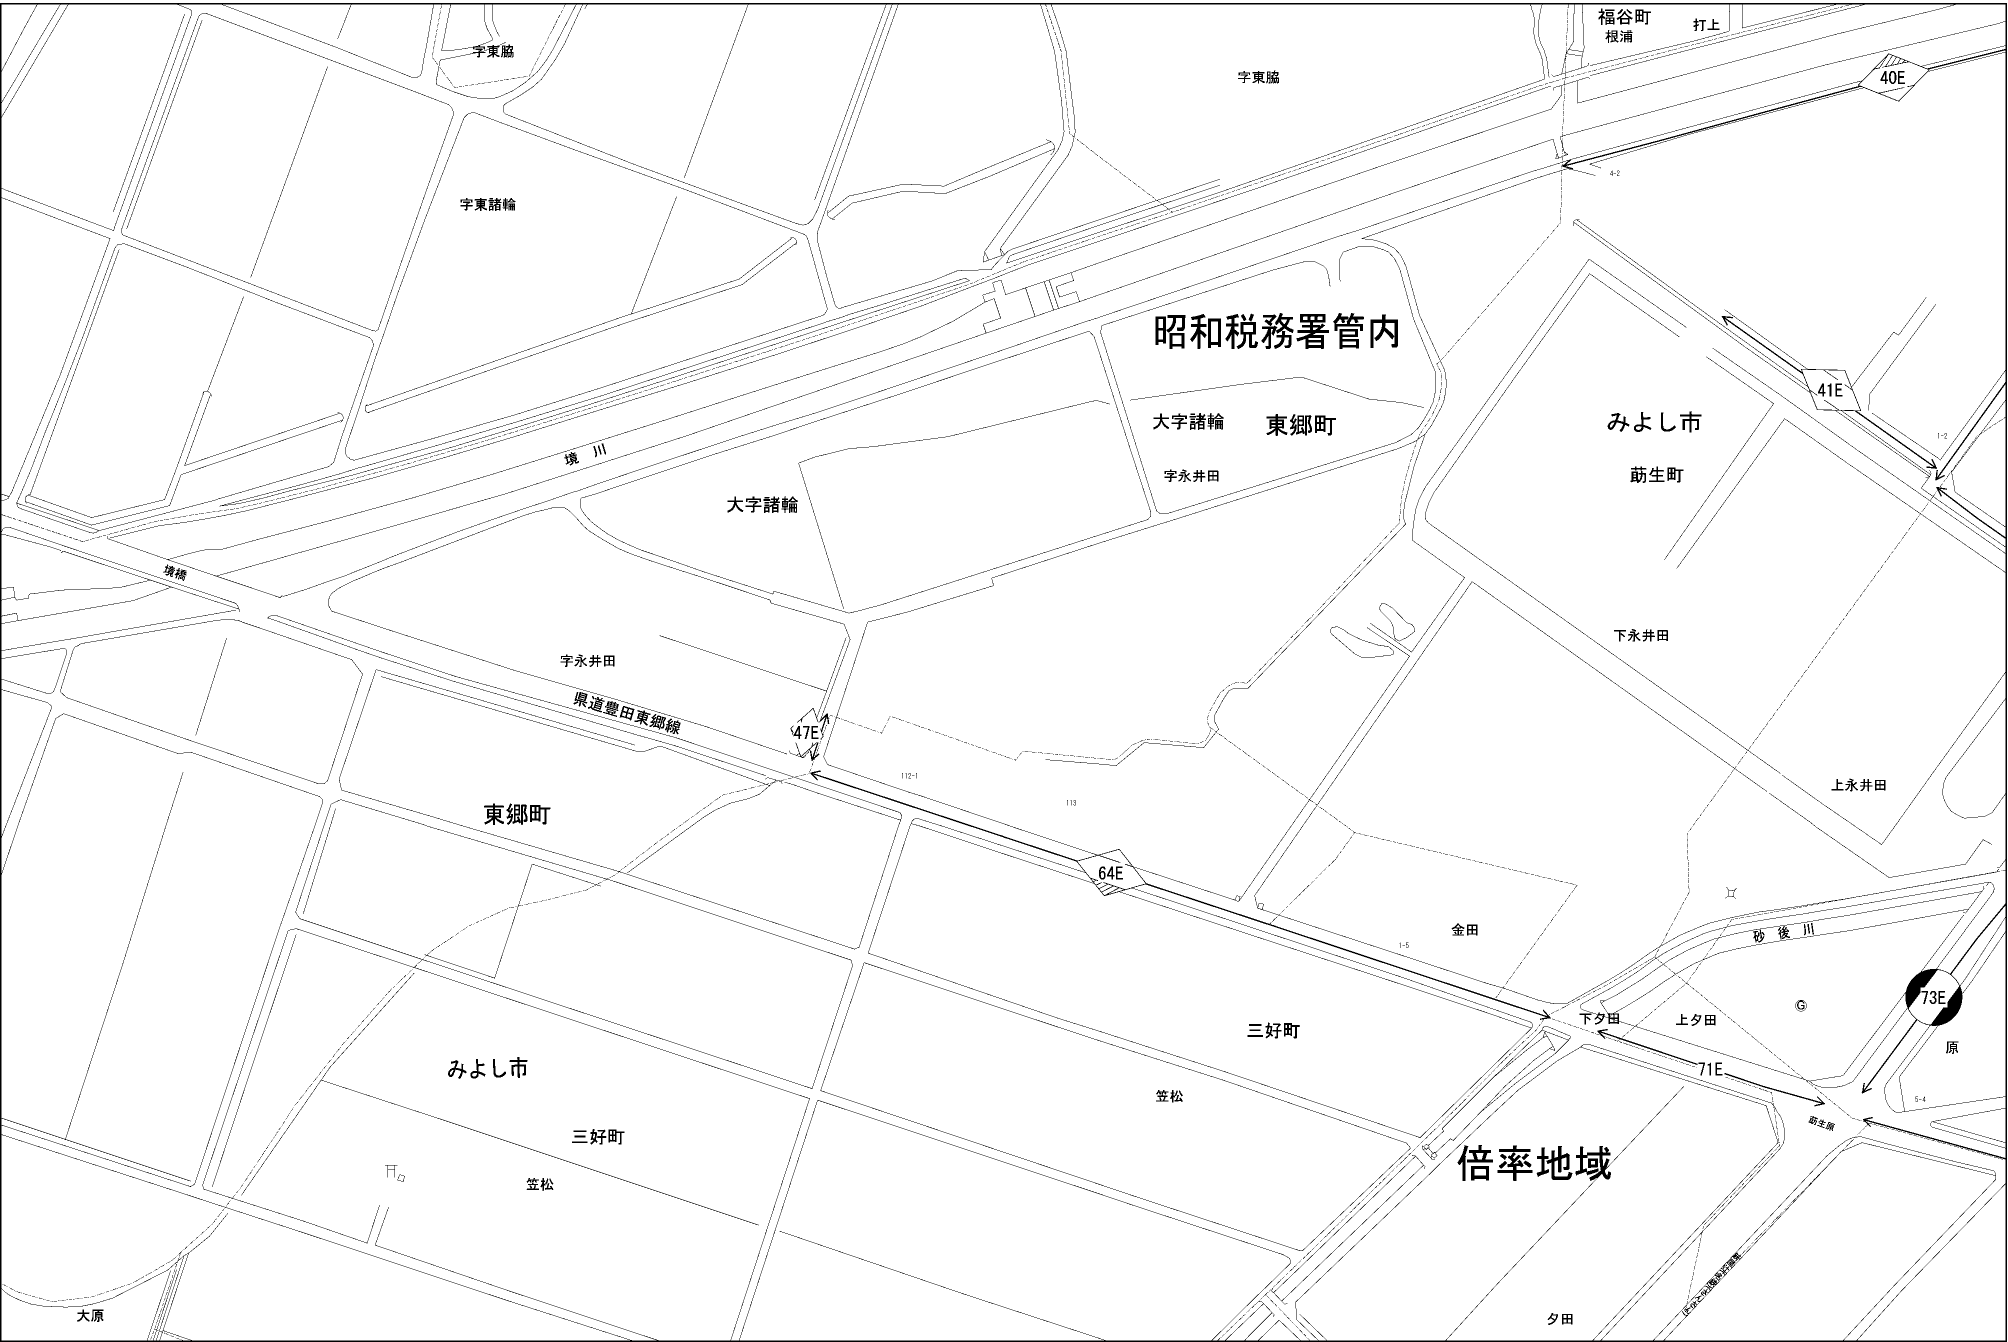 福谷町
根浦
打上
字東脇
字東脇
40E
4-2
字東諸輪
昭和税務署管内
41E
大字諸輪
東郷町
みよし市
1-2
境 川
字永井田
莇生町
大字諸輪
境橋
下永井田
字永井田
県道豊田東郷線
47E
112-1
113
上永井田
東郷町
64E
金田
1-5
砂後川
73E
G
下夕田
上夕田
三好町
原
みよし市
71E
笠松
5-4
莇生原
三好町
倍率地域
笠松
大原
夕田